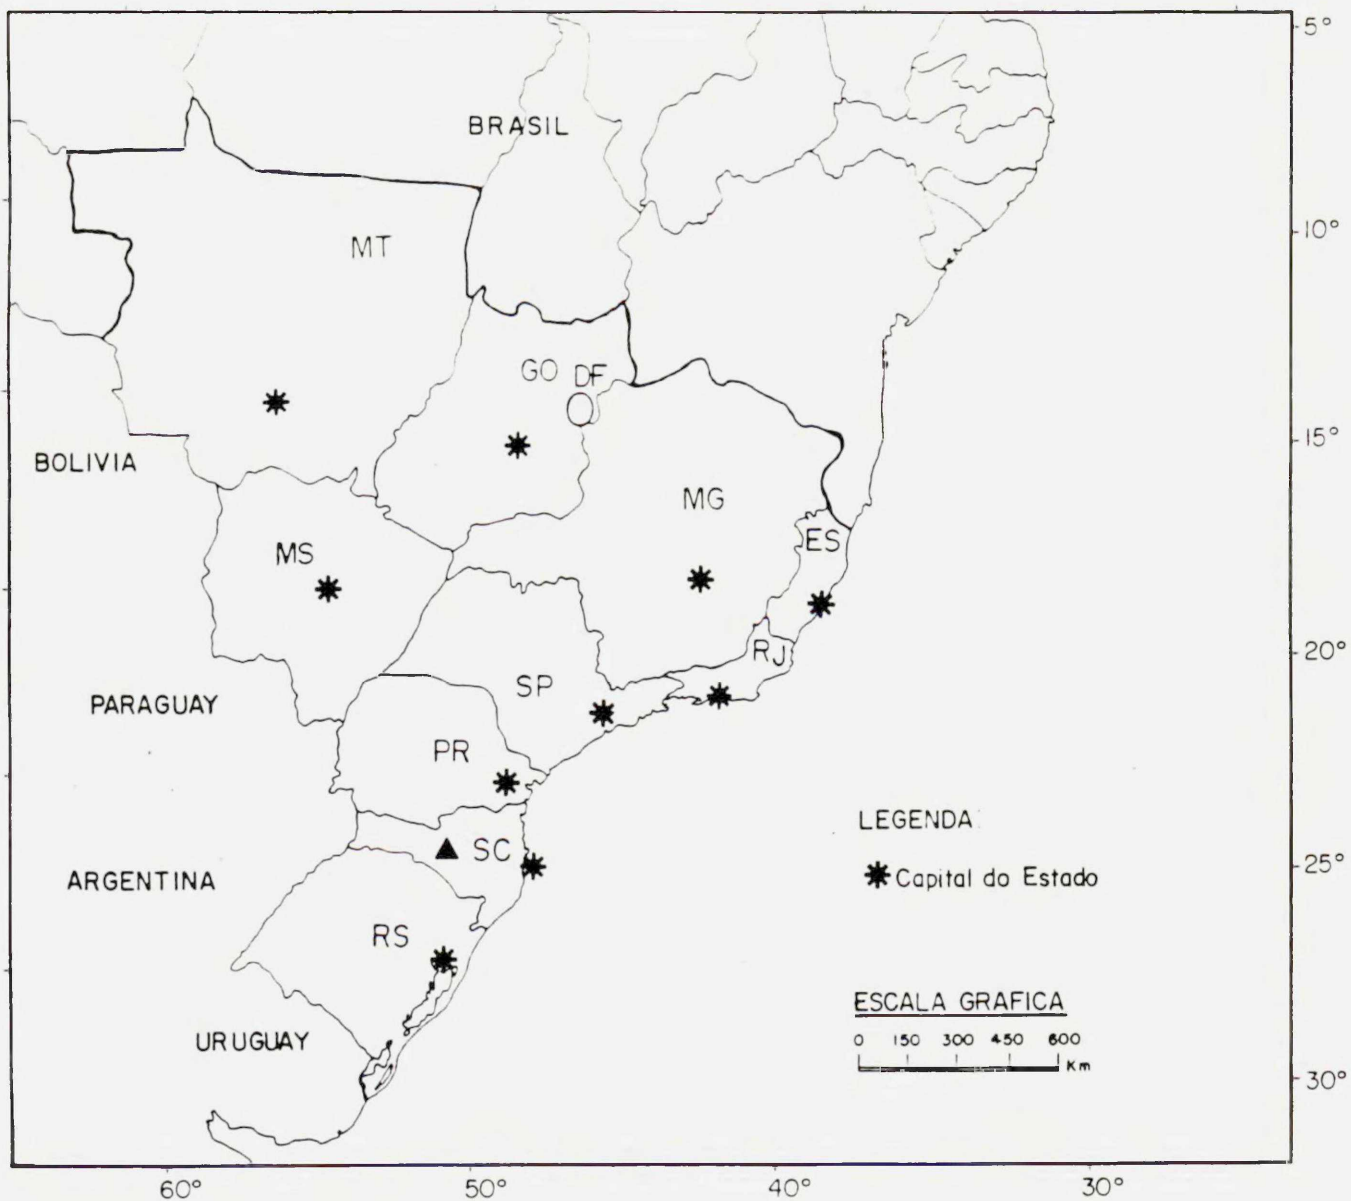 5°
BRASIL
10°
MT
GO DF
15°
BOLIVIA
MG
ES
MS
20°
RJ
SP
PARAGUAY
PR
LEGENDA:
SC
25°
ARGENTINA
Capital do Estado
RS
ESCALA GRAFICA
URUGUAY
0 150 300 450 600
Km
30°
60° 50° 40° 30°